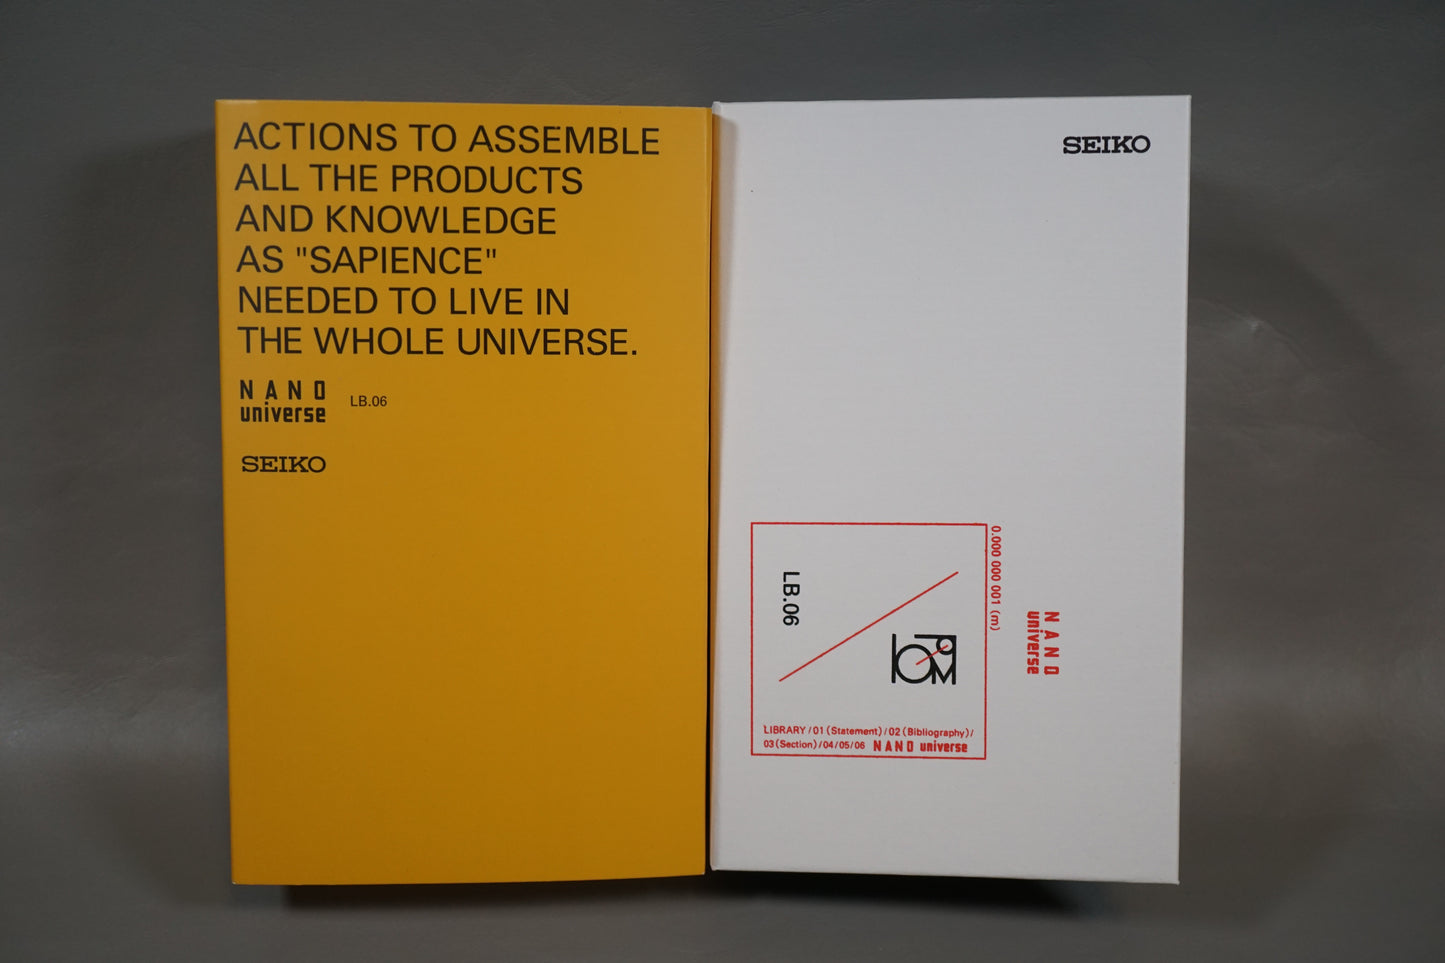 ACTIONS TO ASSEMBLE
ALL THE PRODUCTS
AND KNOWLEDGE
AS "SAPIENCE"
NEEDED TO LIVE IN
THE WHOLE UNIVERSE.
NANO
universe
LB.06
SEIKO
SEIKO
0.000 000 001 (m)
NANO
universe
LB.06
LIBRARY/01(Statement)/02(Bibliography)/
03(Section)/04/05/06 NANO universe